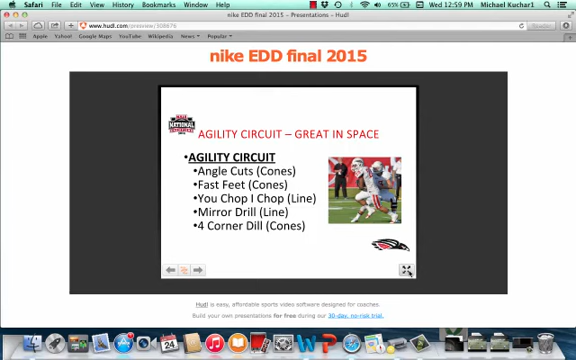 Safari File Edit View History Bookmarks Window Help
65%
Wed 12:59 PM Michael Kuchar1
nike EDD final 2015 – Presentations – Hudl
www.hudl.com/preview/308676
Reader
Apple Yahoo! Google Maps YouTube Wikipedia News Popular
nike EDD final 2015
NATIONAL
AGILITY CIRCUIT – GREAT IN SPACE
•AGILITY CIRCUIT
•Angle Cuts (Cones)
•Fast Feet (Cones)
•You Chop I Chop (Line)
•Mirror Drill (Line)
•4 Corner Dill (Cones)
Hudl is easy, affordable sports video software designed for coaches.
Build your own presentations for free during our 30-day, no-risk trial.
24